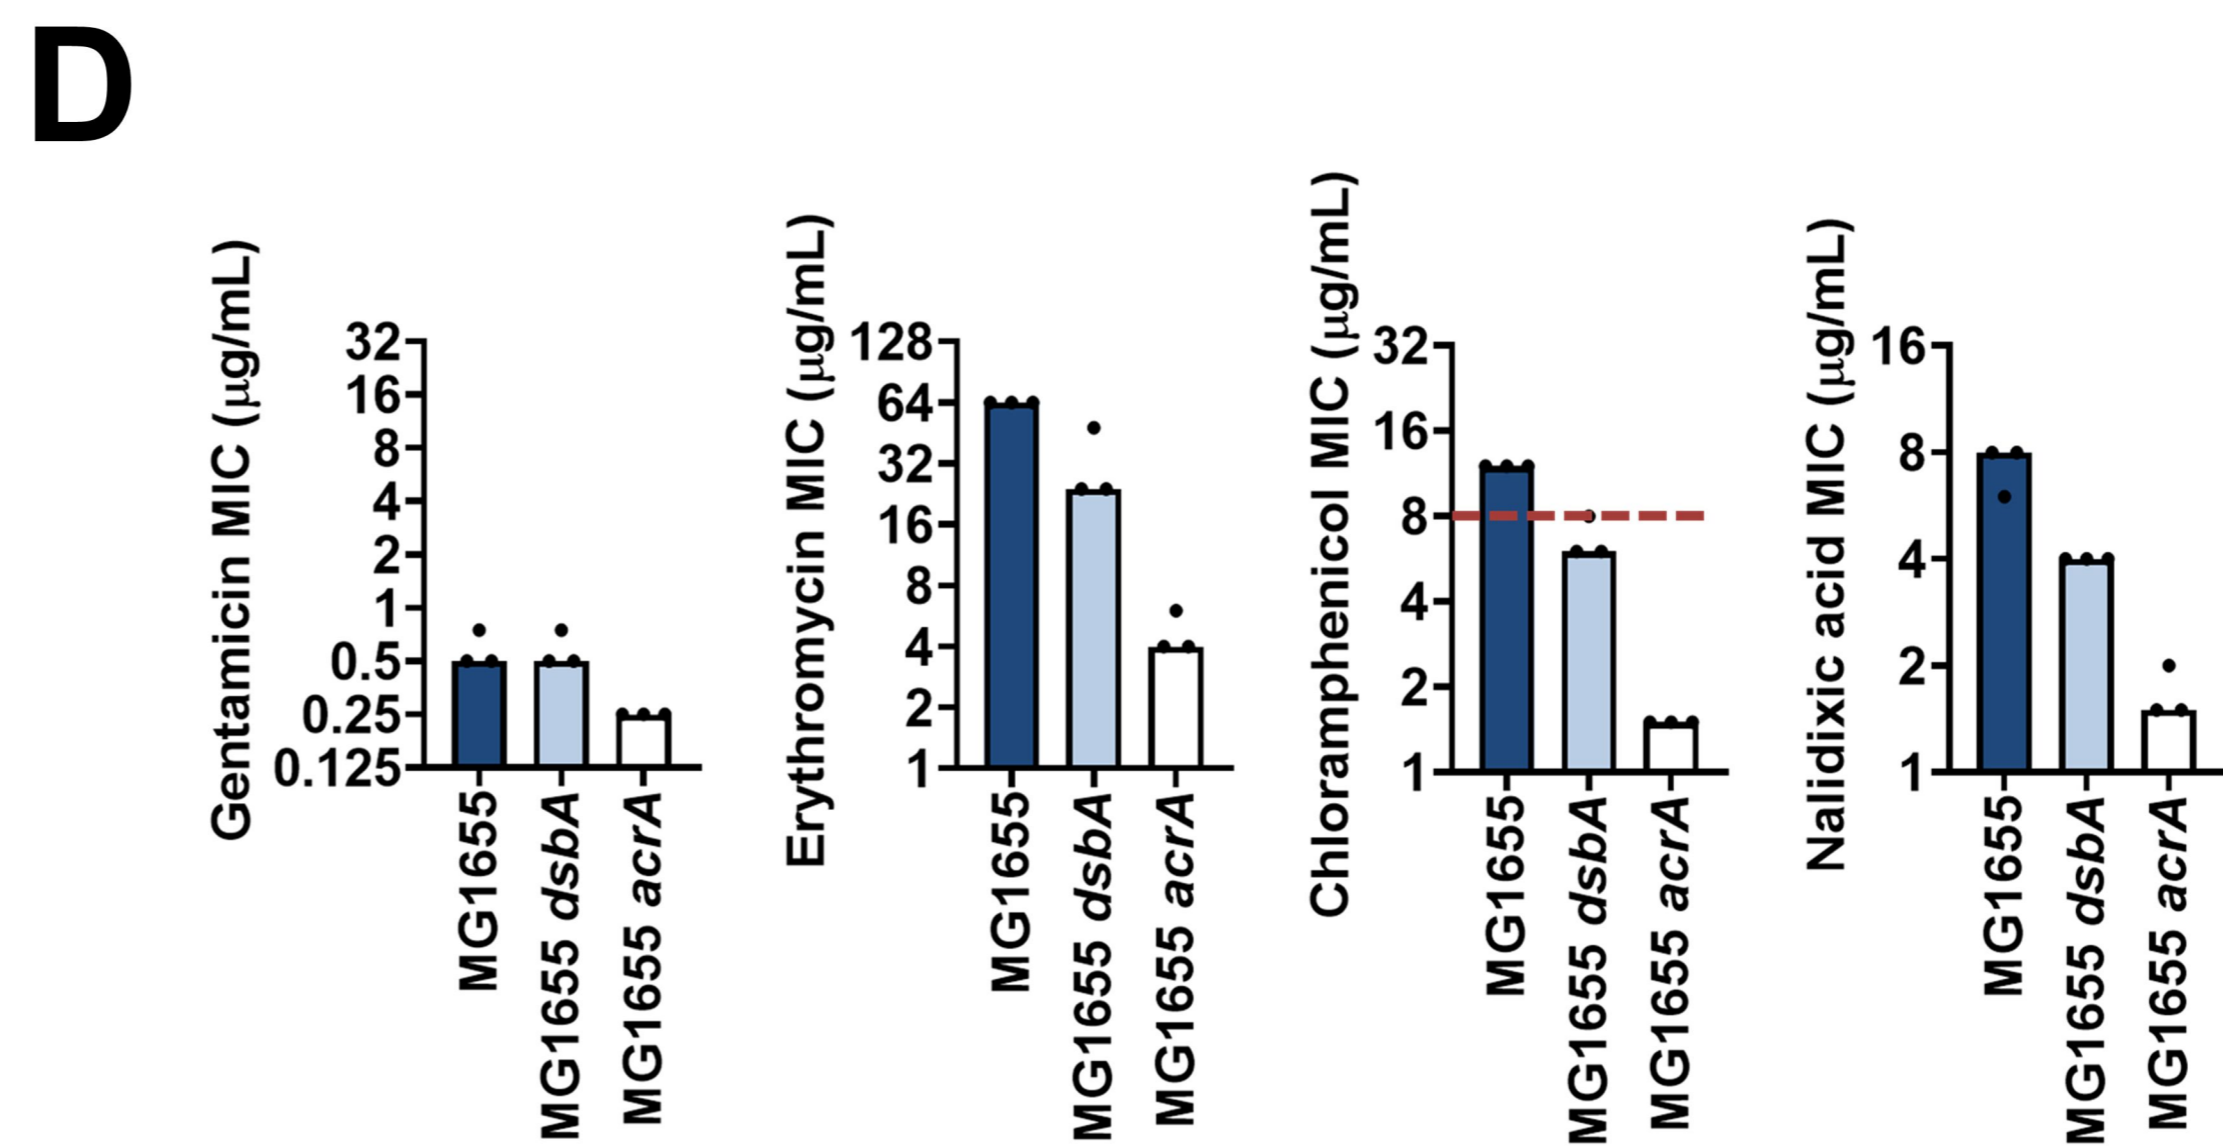 D
Gentamicin MIC (μg/mL)
32
16
8
4
2
1
0.5
0.25
0.125
MG1655
MG1655 dsbA
MG1655 acrA
Erythromycin MIC (μg/mL)
128
64
32
16
8
4
2
1
MG1655
MG1655 dsbA
MG1655 acrA
Chloramphenicol MIC (μg/mL)
32
16
8
4
2
1
MG1655
MG1655 dsbA
MG1655 acrA
Nalidixic acid MIC (μg/mL)
16
8
4
2
1
MG1655
MG1655 dsbA
MG1655 acrA